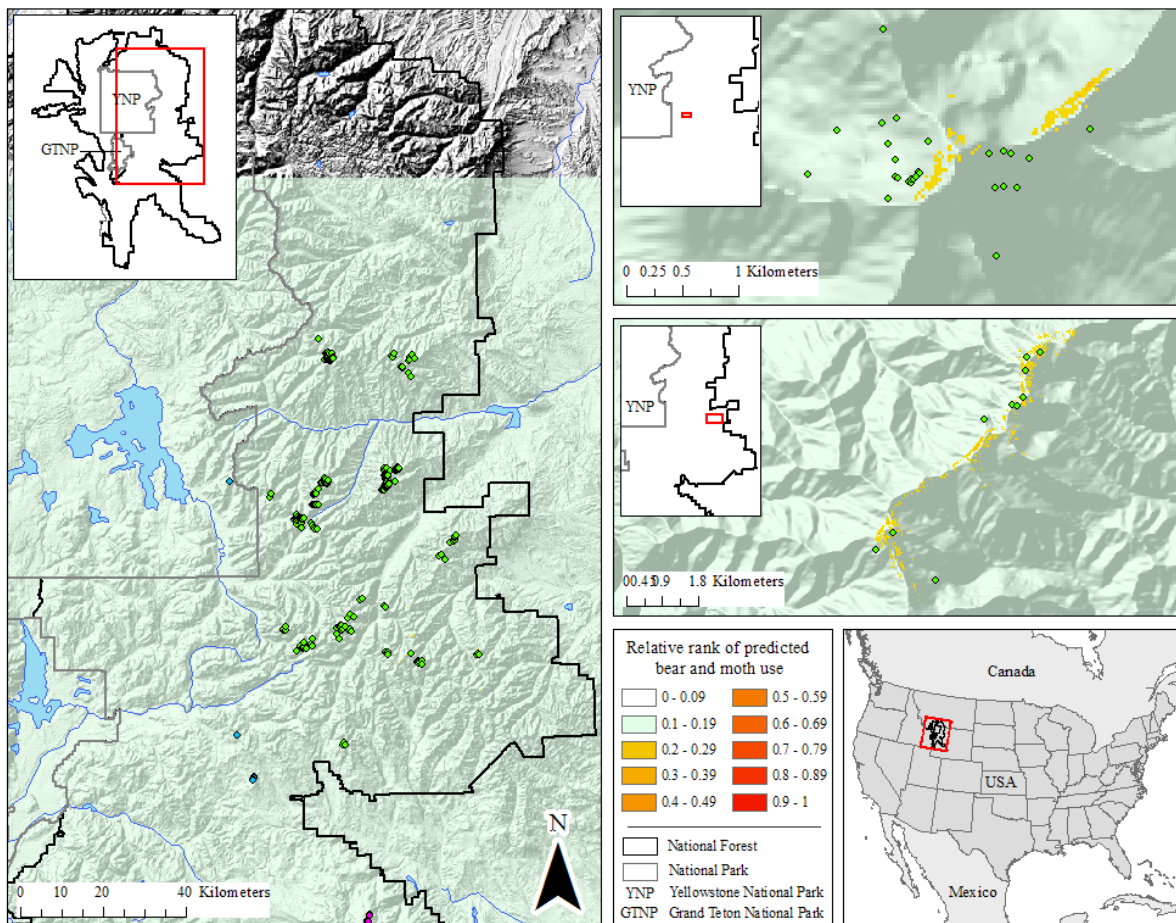 YNP
GTNP
N
0 10 20 40 Kilometers
YNP
0 0.25 0.5 1 Kilometers
YNP
00.450.9 1.8 Kilometers
Relative rank of predicted
bear and moth use
0 - 0.09 0.5 - 0.59
0.1 - 0.19 0.6 - 0.69
0.2 - 0.29 0.7 - 0.79
0.3 - 0.39 0.8 - 0.89
0.4 - 0.49 0.9 - 1
National Forest
National Park
YNP Yellowstone National Park
GTNP Grand Teton National Park
Canada
USA
Mexico